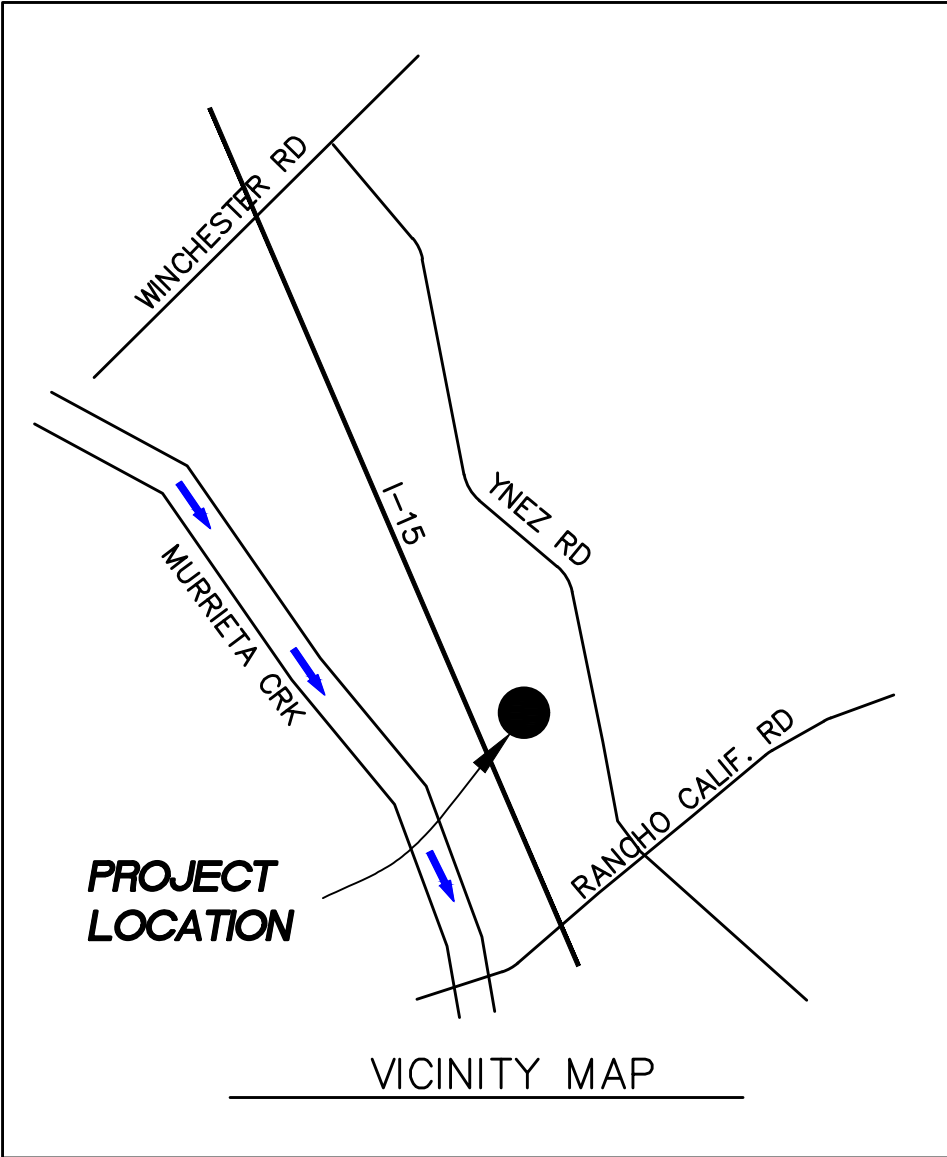 WINCHESTER RD
I-15
YNEZ RD
MURRIETA CRK
RANCHO CALIF. RD
PROJECT
LOCATION
VICINITY MAP